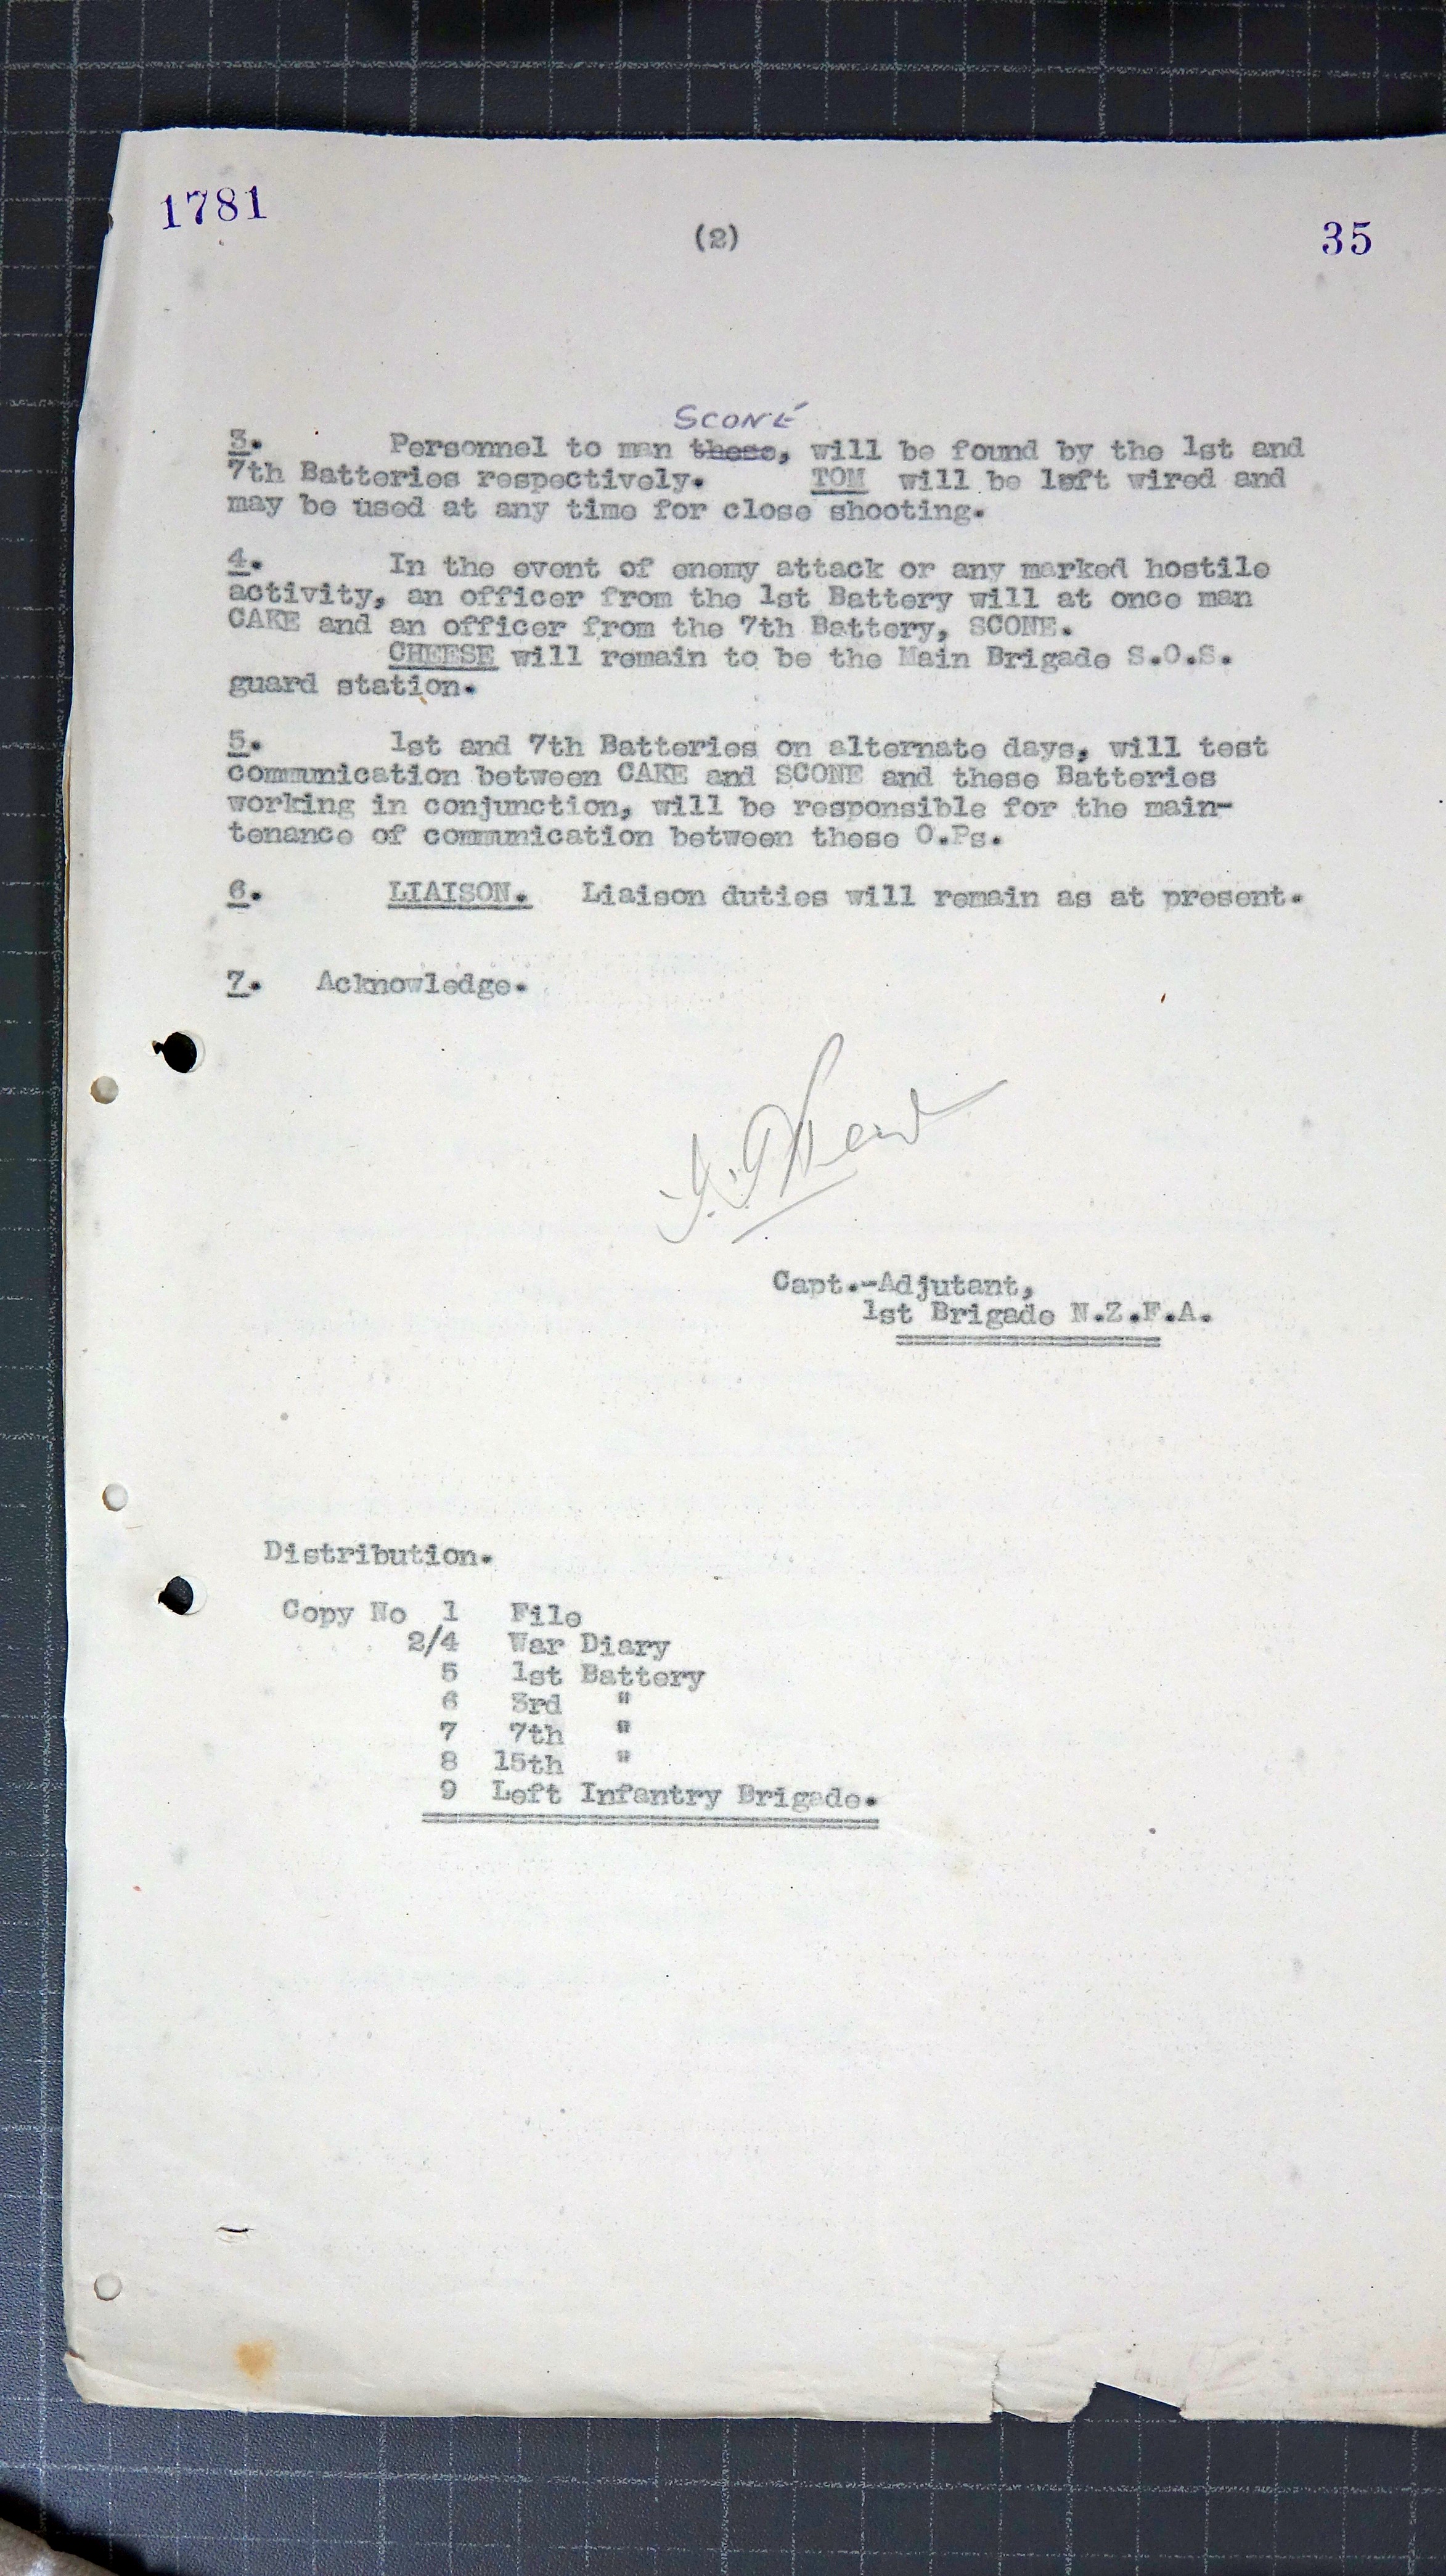 1781
(2)
35
SCONE
3. Personnel to man these, will be found by the 1st and
7th Batteries respectively. TOM will be left wired and
may be used at any time for close shooting.
4. In the event of enemy attack or any marked hostile
activity, an officer from the 1st Battery will at once man
CAKE and an officer from the 7th Battery, SCONE.
CHEESE will remain to be the Main Brigade S.O.S.
guard station.
5. 1st and 7th Batteries on alternate days, will test
communication between CAKE and SCONE and these Batteries
working in conjunction, will be responsible for the main-
tenance of communication between these O.Ps.
6. LIAISON. Liaison duties will remain as at present.
7. Acknowledge.
Capt.-Adjutant,
1st Brigade N.Z.F.A.
Distribution.
Copy No 1 File
2/4 War Diary
5 1st Battery
6 3rd "
7 7th "
8 15th "
9 Left Infantry Brigade.